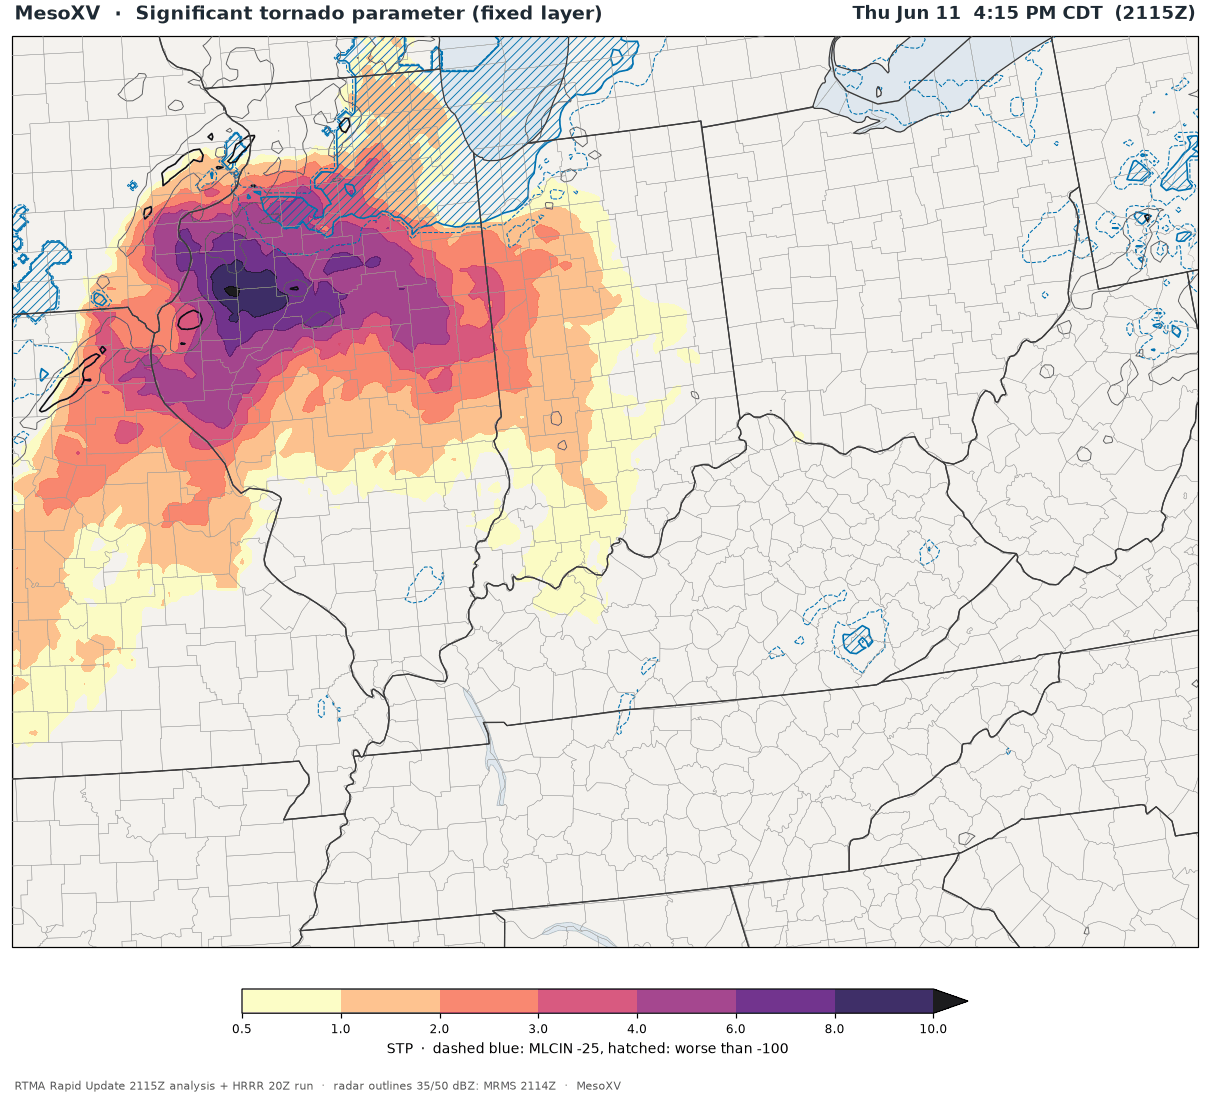 MesoXV · Significant tornado parameter (fixed layer)
Thu Jun 11 4:15 PM CDT (2115Z)
0.5 1.0 2.0 3.0 4.0 6.0 8.0 10.0
STP · dashed blue: MLCIN -25, hatched: worse than -100
RTMA Rapid Update 2115Z analysis + HRRR 20Z run · radar outlines 35/50 dBZ: MRMS 2114Z · MesoXV